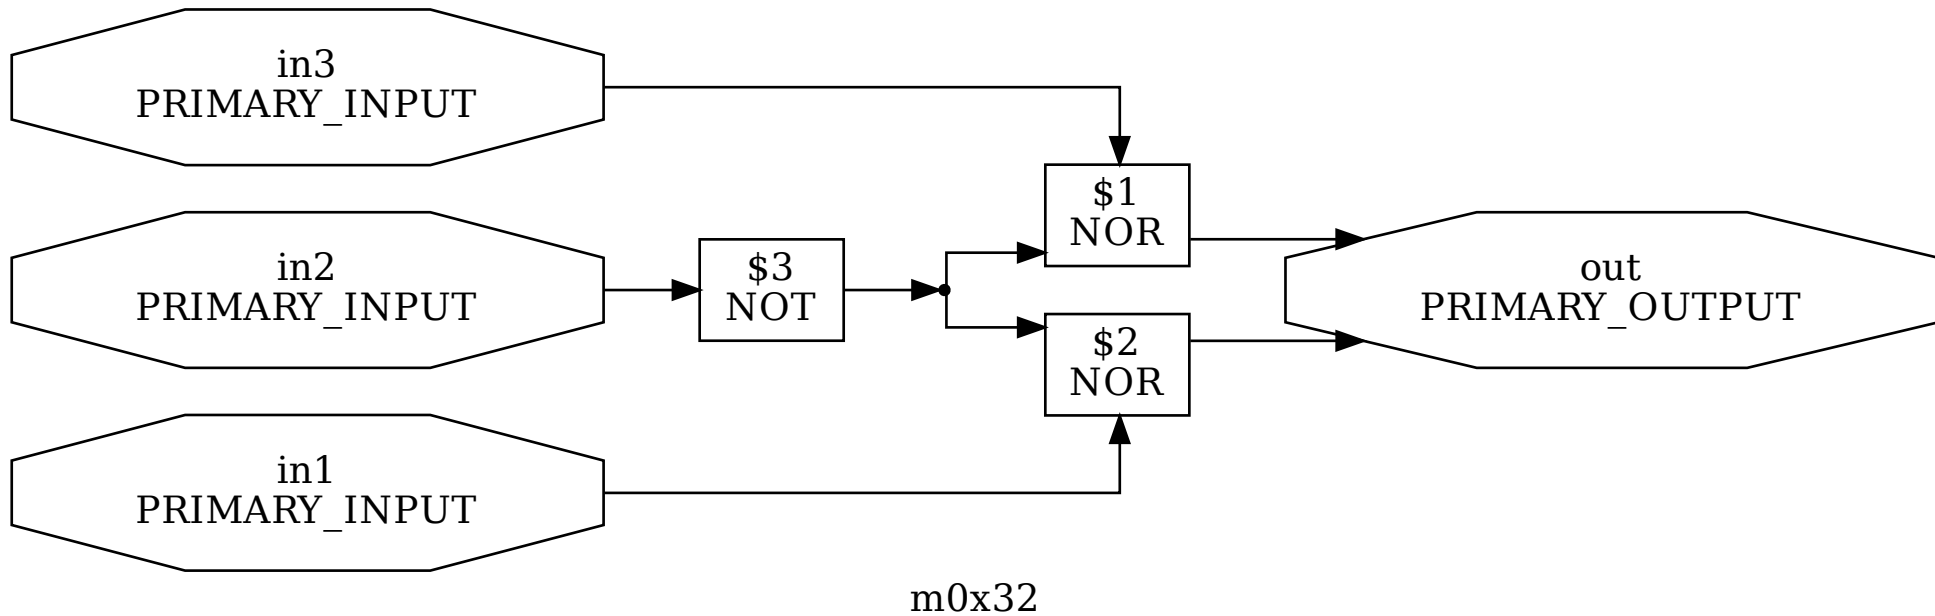 in3
PRIMARY_INPUT
in2
PRIMARY_INPUT
in1
PRIMARY_INPUT
$3
NOT
$1
NOR
$2
NOR
out
PRIMARY_OUTPUT
m0x32